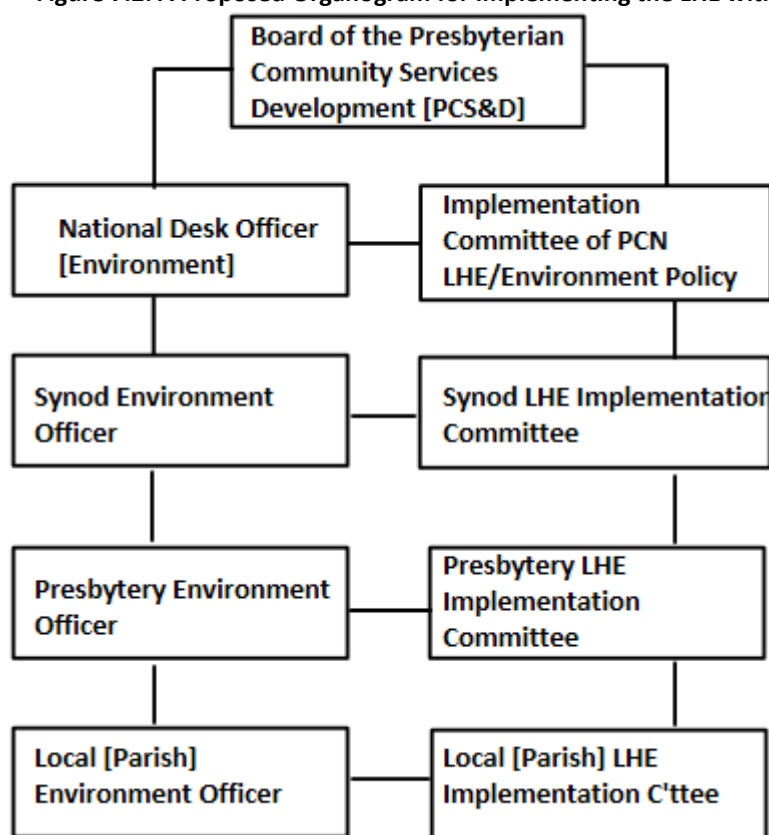 Board of the Presbyterian
Community Services
Development [PCS&D]
National Desk Officer
[Environment]
Implementation
Committee of PCN
LHE/Environment Policy
Synod Environment
Officer
Synod LHE Implementation
Committee
Presbytery Environment
Officer
Presbytery LHE
Implementation
Committee
Local [Parish]
Environment Officer
Local [Parish] LHE
Implementation C'ttee